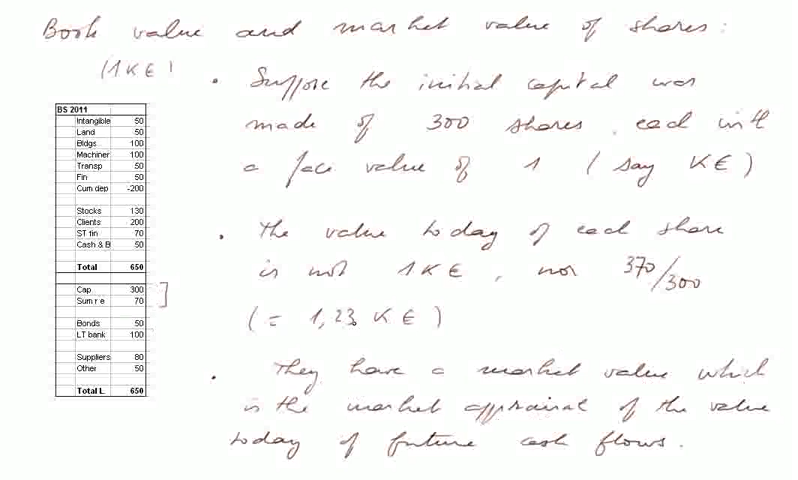 Book value and market value of shares :
(1K€)
BS 2011
Intangible 50
Land 50
Bldgs 100
Machiner 100
Transp 50
Fin 50
Cum dep -200
Stocks 130
Clients 200
ST fin 70
Cash & B 50
Total 650
Cap 300
Sum r e 70
Bonds 50
LT bank 100
Suppliers 80
Other 50
Total L 650
• Suppose the initial capital was
made of 300 shares, each with
a face value of 1 (say K€)
• The value today of each share
is not 1K€, nor 370/300
(= 1,23 K€)
• They have a market value which
is the market appraisal of the value
today of future cash flows.